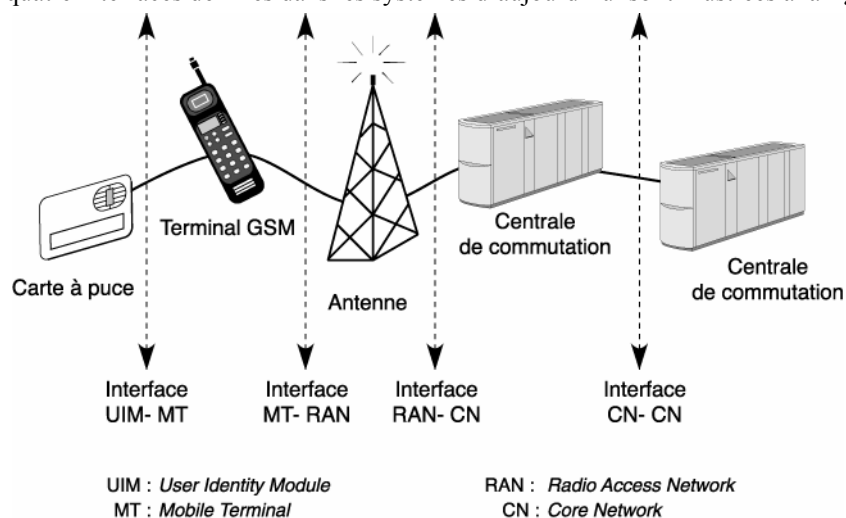 Terminal GSM
Centrale
de commutation
Carte à puce
Antenne
Centrale
de commutation
Interface
UIM- MT
Interface
MT- RAN
Interface
RAN- CN
Interface
CN- CN
UIM : User Identity Module
RAN : Radio Access Network
MT : Mobile Terminal
CN : Core Network